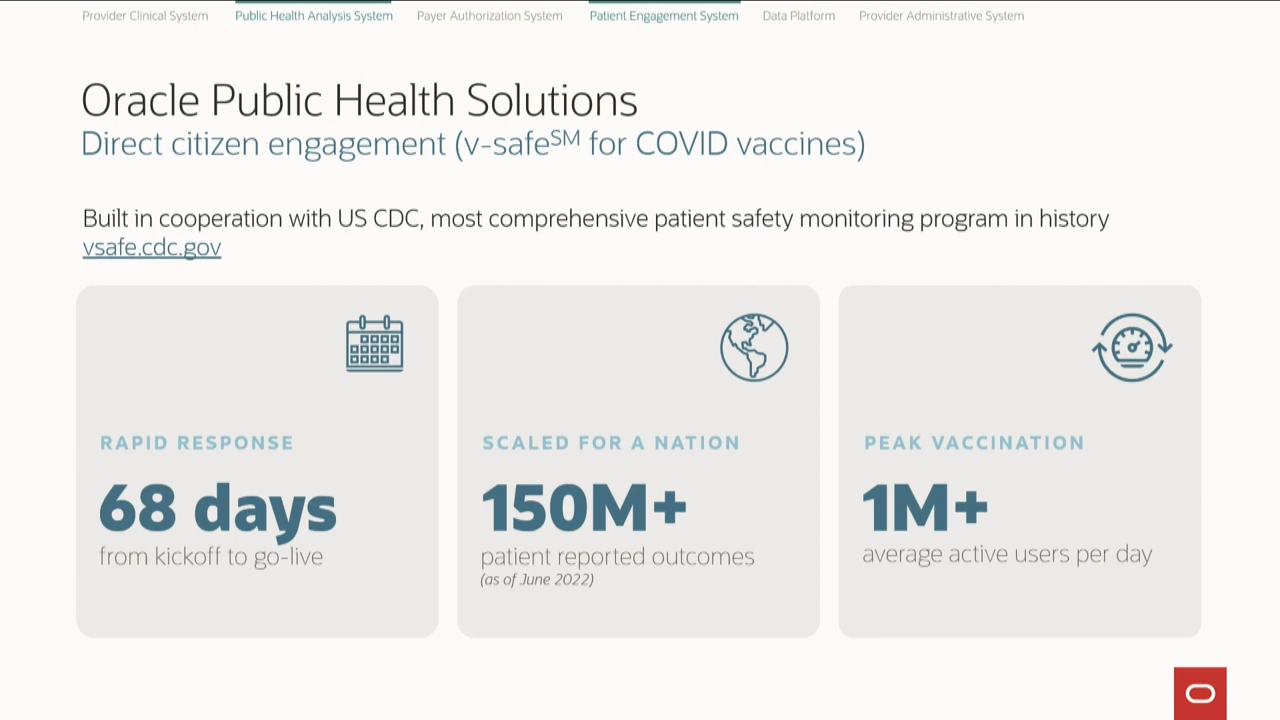 Provider Clinical System Public Health Analysis System Payer Authorization System Patient Engagement System Data Platform Provider Administrative System
Oracle Public Health Solutions
Direct citizen engagement (v-safe℠ for COVID vaccines)
Built in cooperation with US CDC, most comprehensive patient safety monitoring program in history
vsafe.cdc.gov
RAPID RESPONSE
68 days
from kickoff to go-live
SCALED FOR A NATION
150M+
patient reported outcomes
(as of June 2022)
PEAK VACCINATION
1M+
average active users per day